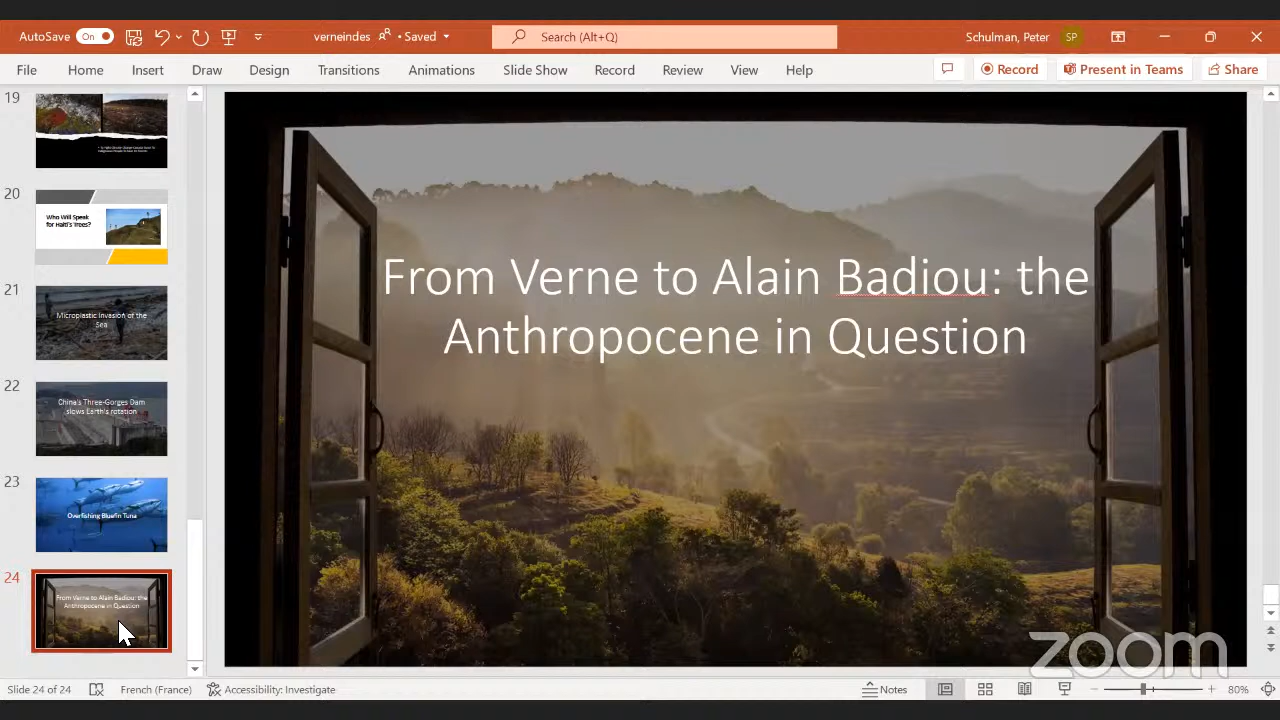 AutoSave On verneindes • Saved Search (Alt+Q) Schulman, Peter SP
File Home Insert Draw Design Transitions Animations Slide Show Record Review View Help Record Present in Teams Share
19
20
Who Will Speak
for Haiti's Trees?
21
Microplastic Invasion of the
Sea
22
China's Three-Gorges Dam
slows Earth's rotation
23
Overfishing Bluefin Tuna
24
From Verne to Alain Badiou: the
Anthropocene in Question
From Verne to Alain Badiou: the
Anthropocene in Question
zoom
Slide 24 of 24 French (France) Accessibility: Investigate Notes 80%